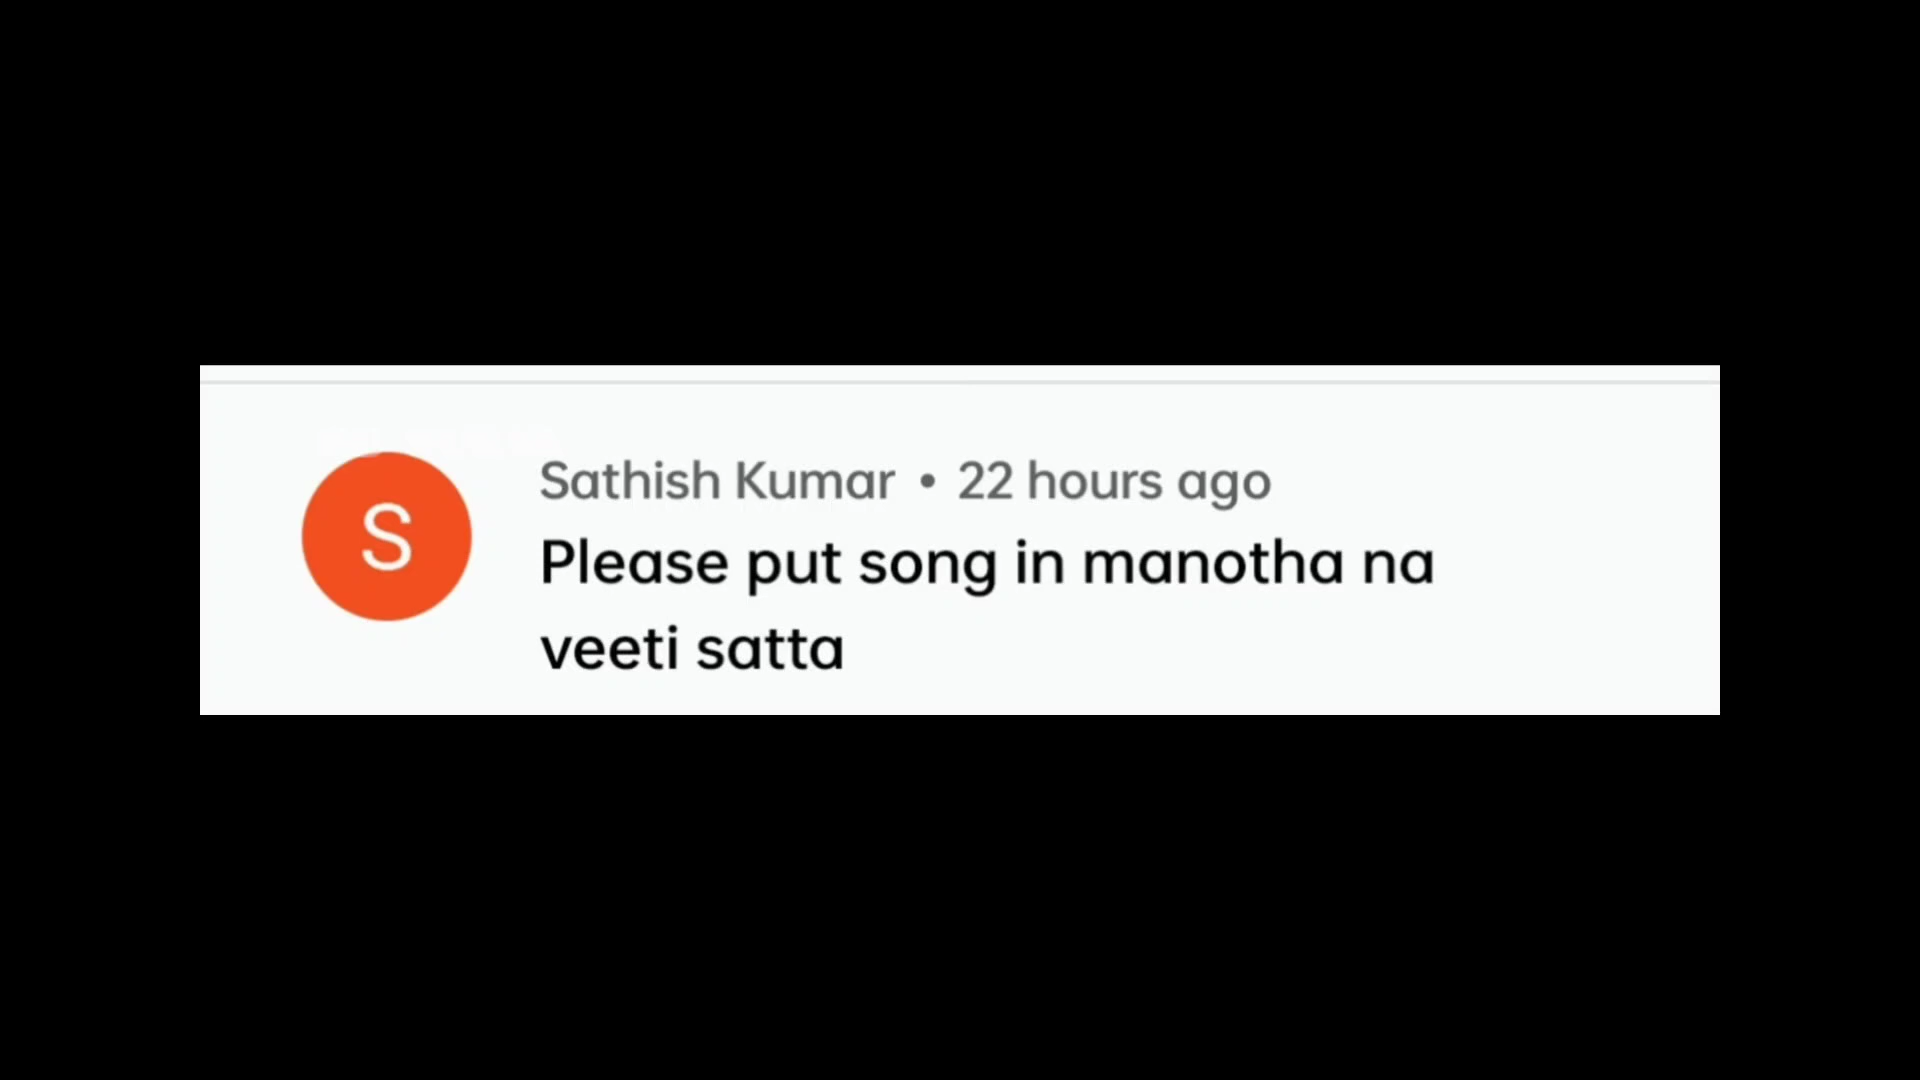 S
Sathish Kumar • 22 hours ago
Please put song in manotha na
veeti satta